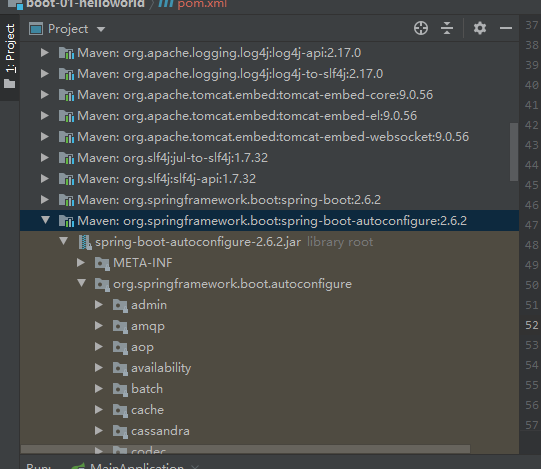 boot-01-helloworld
pom.xml
1: Project
Project
Maven: org.apache.logging.log4j:log4j-api:2.17.0
Maven: org.apache.logging.log4j:log4j-to-slf4j:2.17.0
Maven: org.apache.tomcat.embed:tomcat-embed-core:9.0.56
Maven: org.apache.tomcat.embed:tomcat-embed-el:9.0.56
Maven: org.apache.tomcat.embed:tomcat-embed-websocket:9.0.56
Maven: org.slf4j:jul-to-slf4j:1.7.32
Maven: org.slf4j:slf4j-api:1.7.32
Maven: org.springframework.boot:spring-boot:2.6.2
Maven: org.springframework.boot:spring-boot-autoconfigure:2.6.2
spring-boot-autoconfigure-2.6.2.jar library root
META-INF
org.springframework.boot.autoconfigure
admin
amqp
aop
availability
batch
cache
cassandra
codec
37
38
39
40
41
42
43
44
45
46
47
48
49
50
51
52
53
54
55
56
57
Run: MainApplication